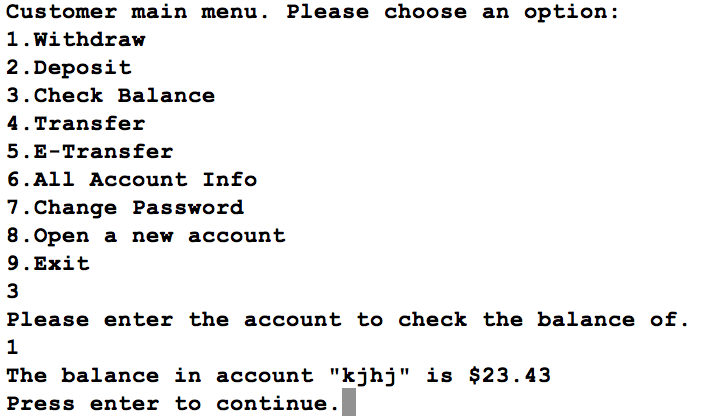 Customer main menu. Please choose an option:
1.Withdraw
2.Deposit
3.Check Balance
4.Transfer
5.E-Transfer
6.All Account Info
7.Change Password
8.Open a new account
9.Exit
3
Please enter the account to check the balance of.
1
The balance in account "kjhj" is $23.43
Press enter to continue.